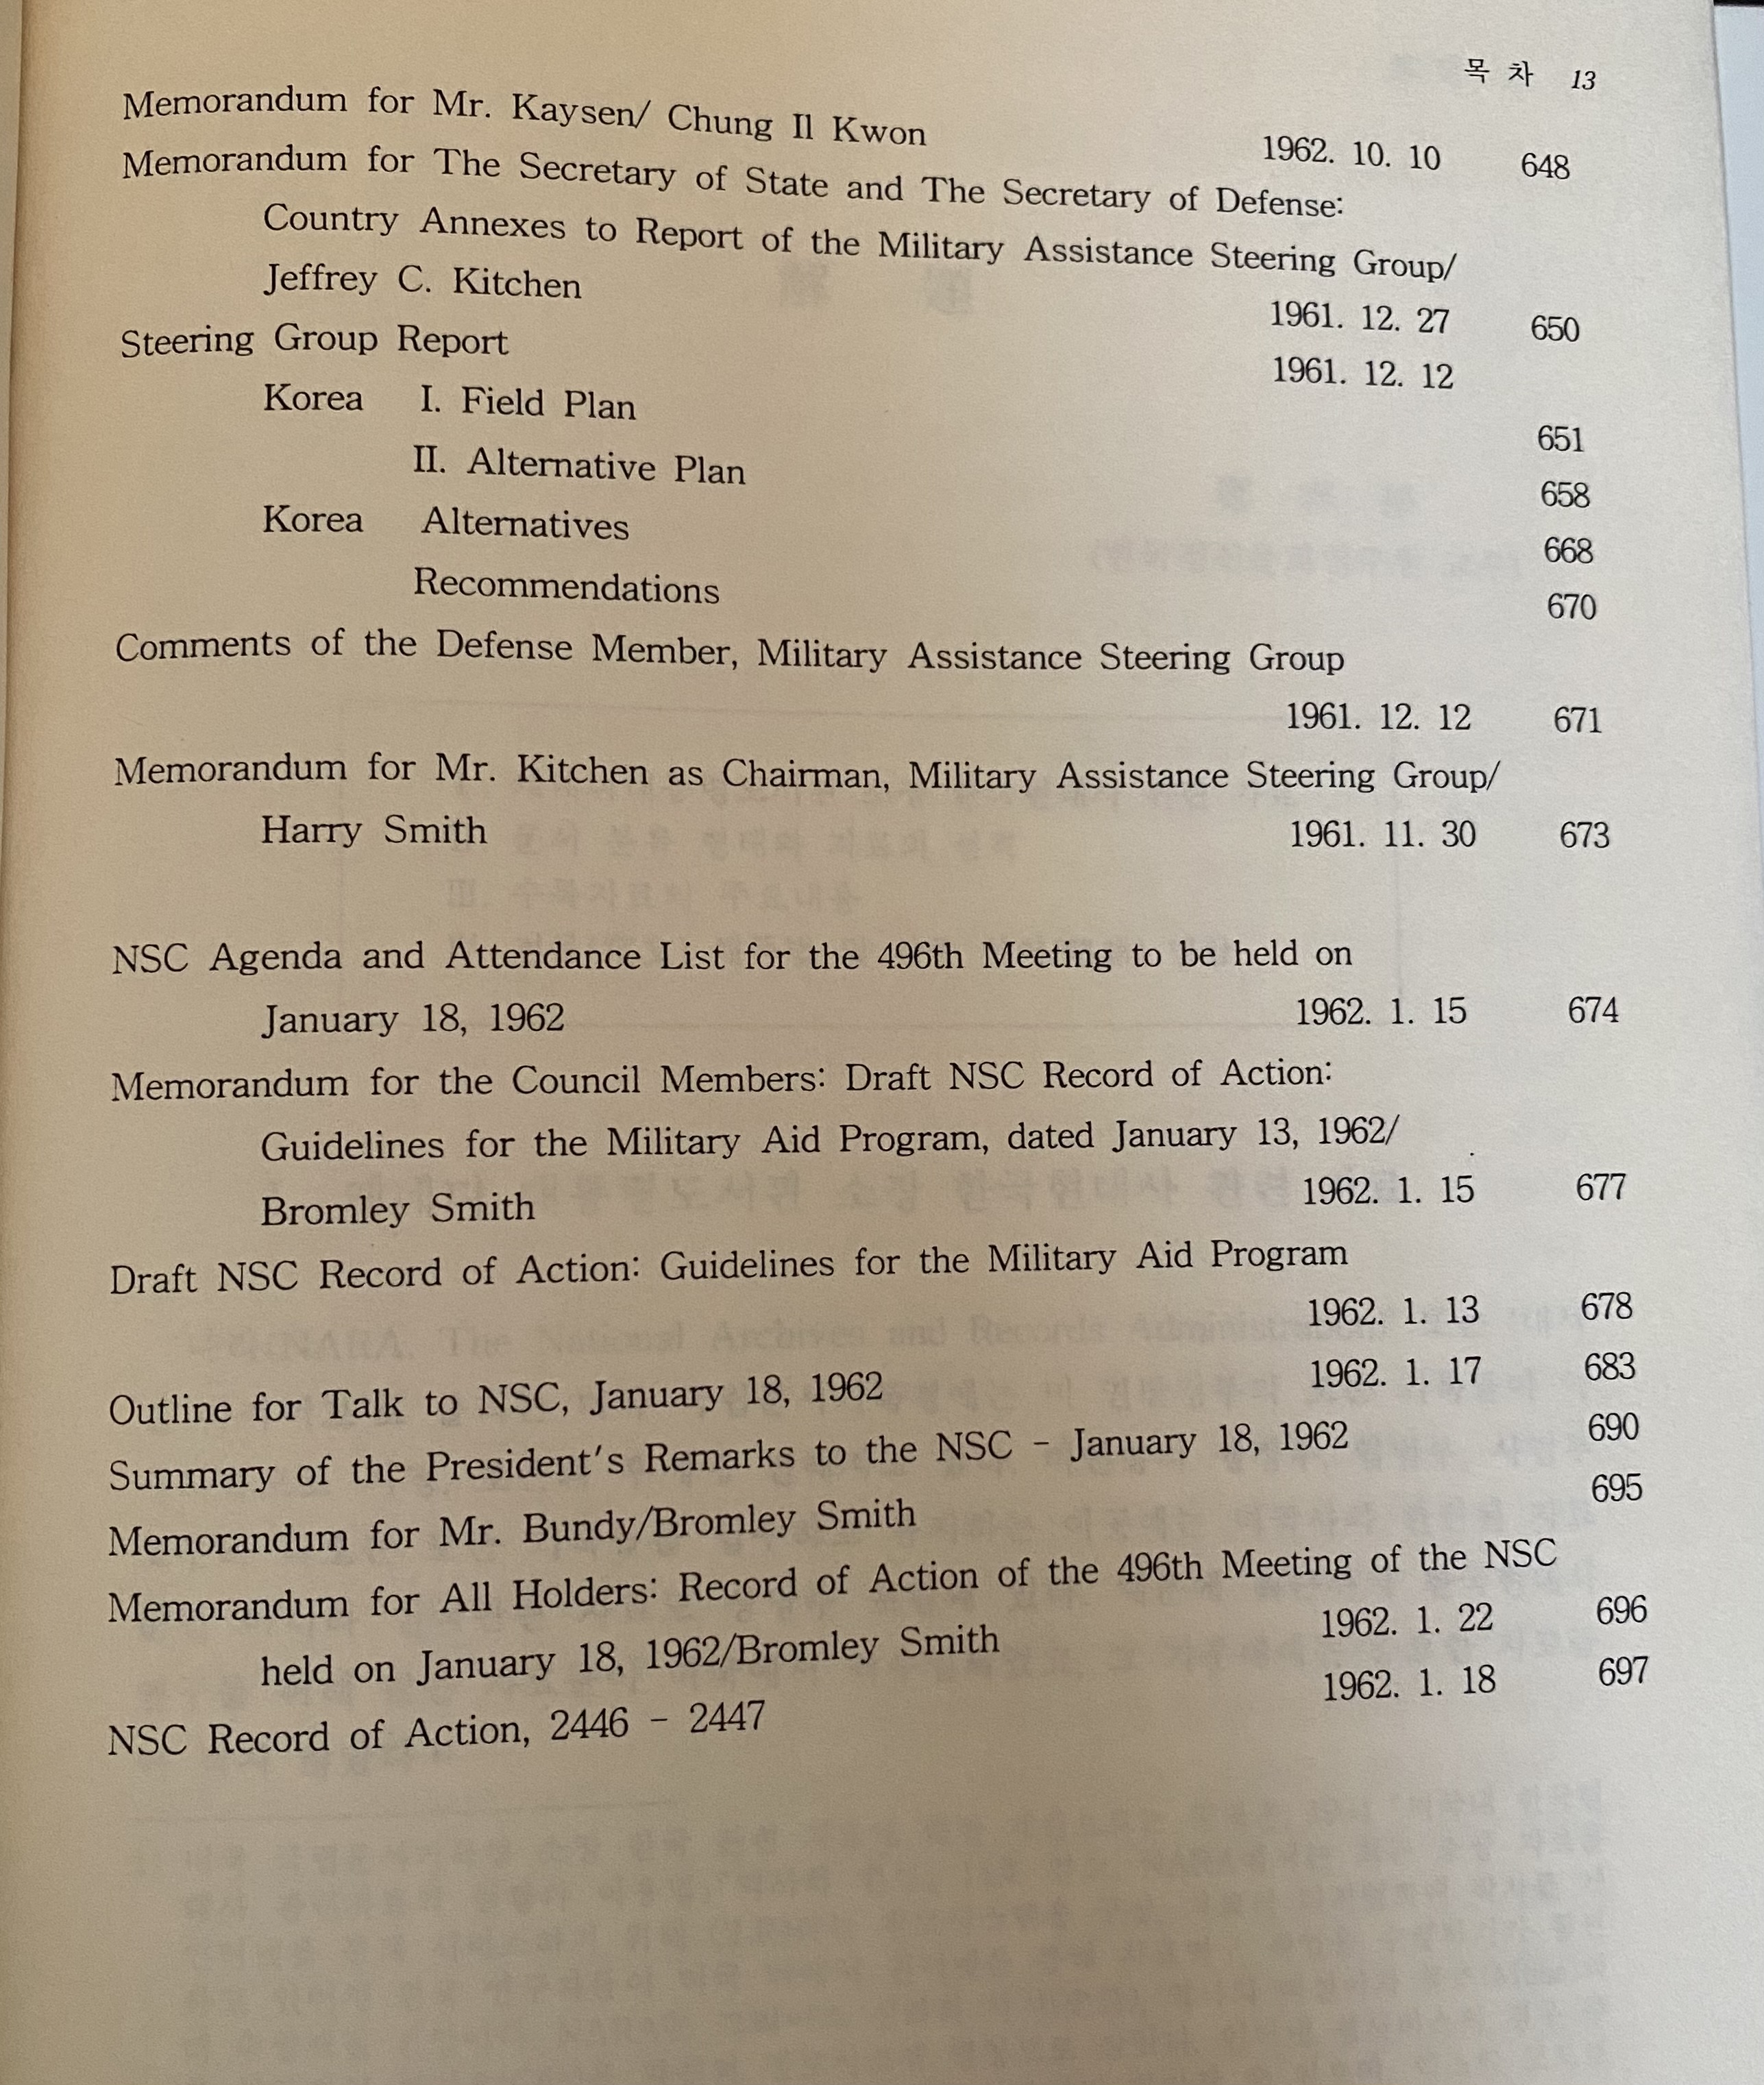 목 차 13
Memorandum for Mr. Kaysen/ Chung Il Kwon 1962. 10. 10 648
Memorandum for The Secretary of State and The Secretary of Defense:
Country Annexes to Report of the Military Assistance Steering Group/
Jeffrey C. Kitchen 1961. 12. 27 650
Steering Group Report 1961. 12. 12
Korea I. Field Plan 651
II. Alternative Plan 658
Korea Alternatives 668
Recommendations 670
Comments of the Defense Member, Military Assistance Steering Group
1961. 12. 12 671
Memorandum for Mr. Kitchen as Chairman, Military Assistance Steering Group/
Harry Smith 1961. 11. 30 673
NSC Agenda and Attendance List for the 496th Meeting to be held on
January 18, 1962 1962. 1. 15 674
Memorandum for the Council Members: Draft NSC Record of Action:
Guidelines for the Military Aid Program, dated January 13, 1962/
Bromley Smith 1962. 1. 15 677
Draft NSC Record of Action: Guidelines for the Military Aid Program
1962. 1. 13 678
Outline for Talk to NSC, January 18, 1962 1962. 1. 17 683
Summary of the President's Remarks to the NSC - January 18, 1962 690
Memorandum for Mr. Bundy/Bromley Smith 695
Memorandum for All Holders: Record of Action of the 496th Meeting of the NSC
held on January 18, 1962/Bromley Smith 1962. 1. 22 696
NSC Record of Action, 2446 - 2447 1962. 1. 18 697